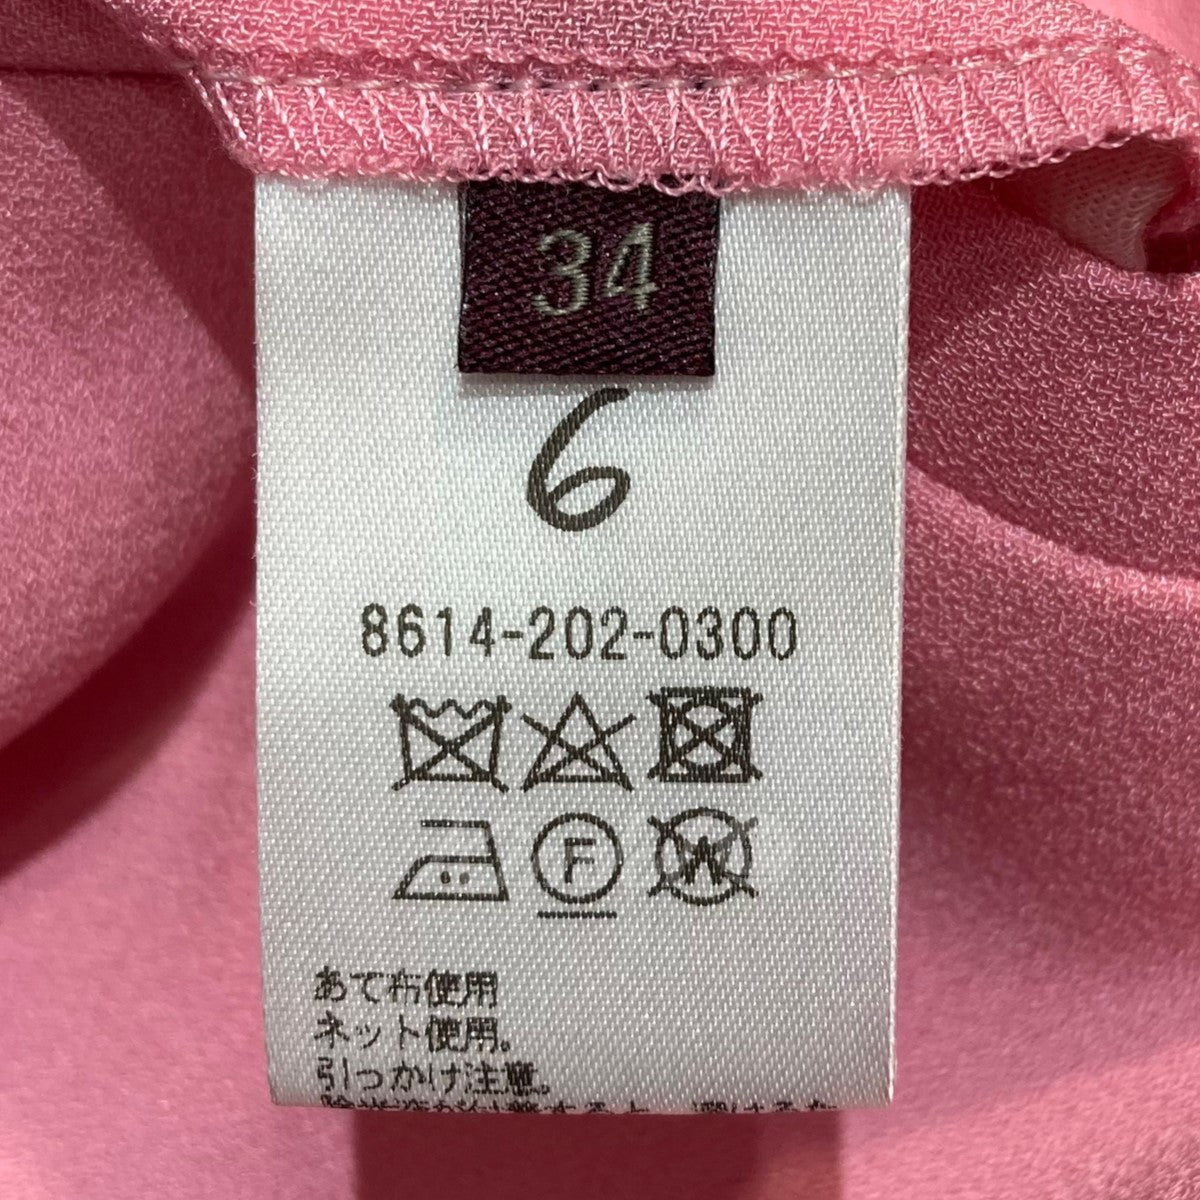 34
6
8614-202-0300
F
W
あて布使用
ネット使用。
引っかけ注意。